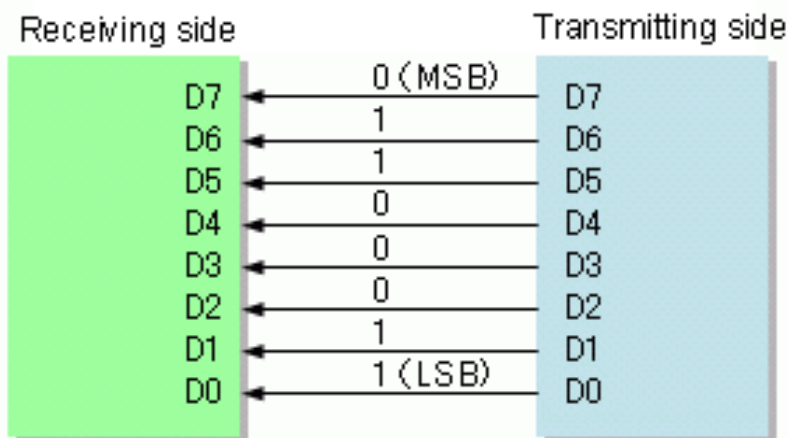 Receiving side Transmitting side
D7 0 (MSB) D7
D6 1 D6
D5 1 D5
D4 0 D4
D3 0 D3
D2 0 D2
D1 1 D1
D0 1 (LSB) D0